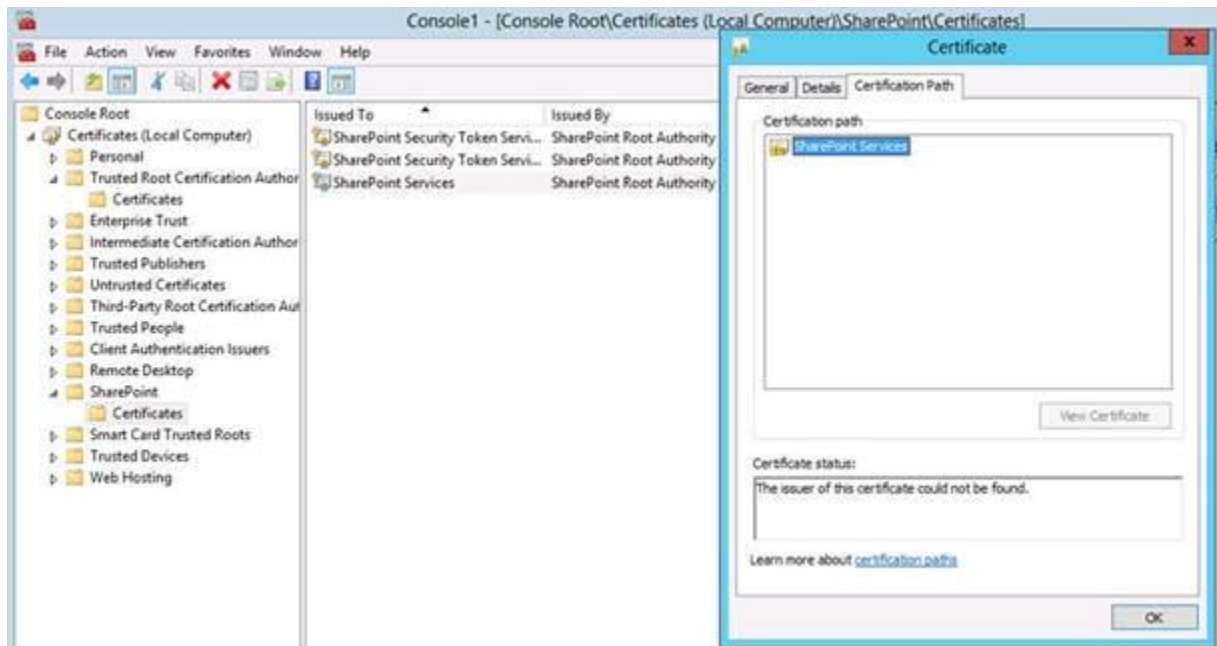 Console1 - [Console Root\Certificates (Local Computer)\SharePoint\Certificates]
File Action View Favorites Window Help
Console Root
Certificates (Local Computer)
Personal
Trusted Root Certification Author
Certificates
Enterprise Trust
Intermediate Certification Author
Trusted Publishers
Untrusted Certificates
Third-Party Root Certification Aut
Trusted People
Client Authentication Issuers
Remote Desktop
SharePoint
Certificates
Smart Card Trusted Roots
Trusted Devices
Web Hosting
Issued To Issued By
SharePoint Security Token Servi... SharePoint Root Authority
SharePoint Security Token Servi... SharePoint Root Authority
SharePoint Services SharePoint Root Authority
Certificate
x
General Details Certification Path
Certification path
SharePoint Services
View Certificate
Certificate status:
The issuer of this certificate could not be found.
Learn more about certification paths
OK